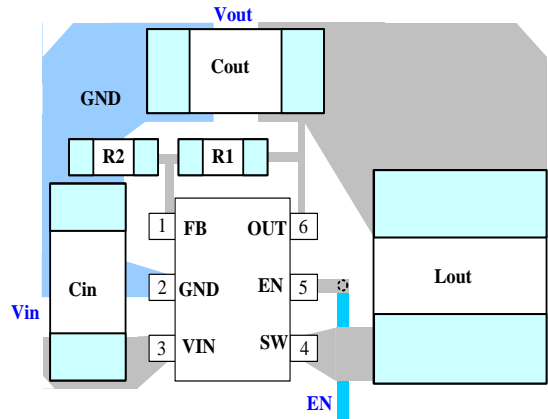 Vout
Cout
GND
R2
R1
1 FB OUT 6
2 GND EN 5
Cin
Lout
Vin
3 VIN SW 4
EN